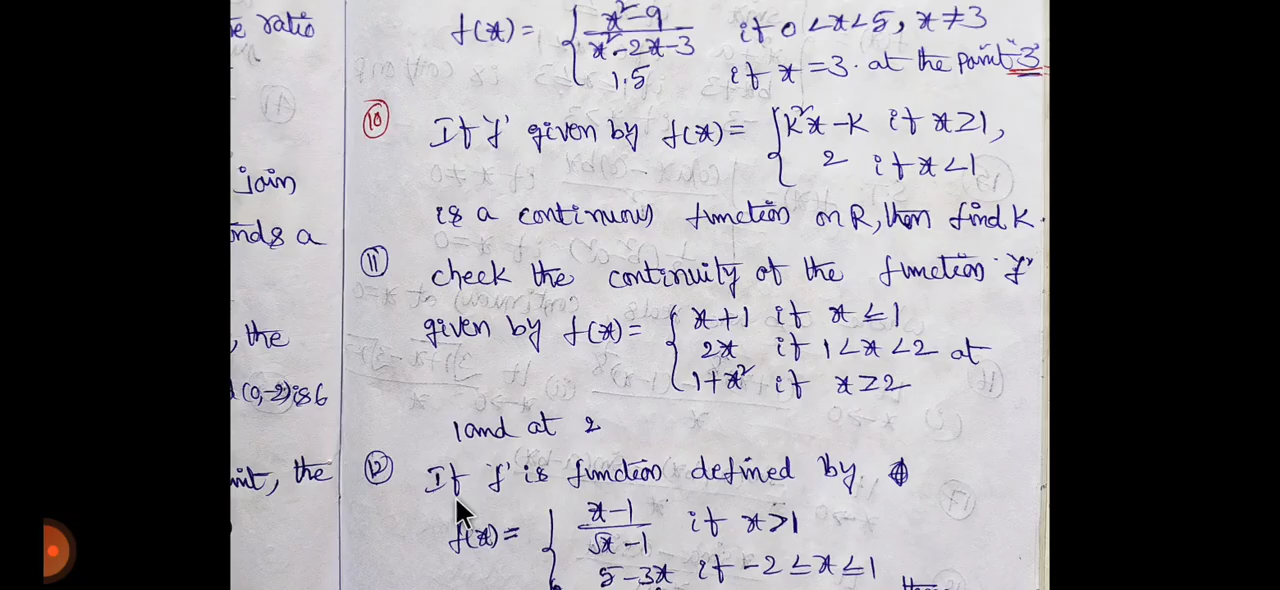 e ratio
join
onds a
, the
(0,-2) is 6
int, the
f(x) = { x²-9 / x²-2x-3 if 0 < x < 5, x ≠ 3
1.5 if x = 3. at the point "3"
10 If 'f' given by f(x) = { k²x - k if x ≥ 1,
2 if x < 1
is a continuous function on R, then find k.
11 check the continuity of the function 'f'
given by f(x) = { x+1 if x ≤ 1
2x if 1 < x < 2 at
1+x² if x ≥ 2
1 and at 2
12 If 'f' is function defined by
f(x) = { x-1 / √x -1 if x > 1
5-3x if -2 ≤ x ≤ 1